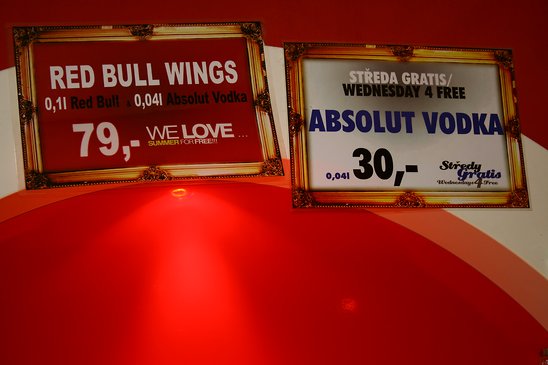 RED BULL WINGS
0,1l Red Bull & 0,04l Absolut Vodka
79,- WE LOVE ...
SUMMER FOR FREE!!!
STŘEDA GRATIS/
WEDNESDAY 4 FREE
ABSOLUT VODKA
0,04l 30,-
Středy
Gratis
Wednesdays 4 Free